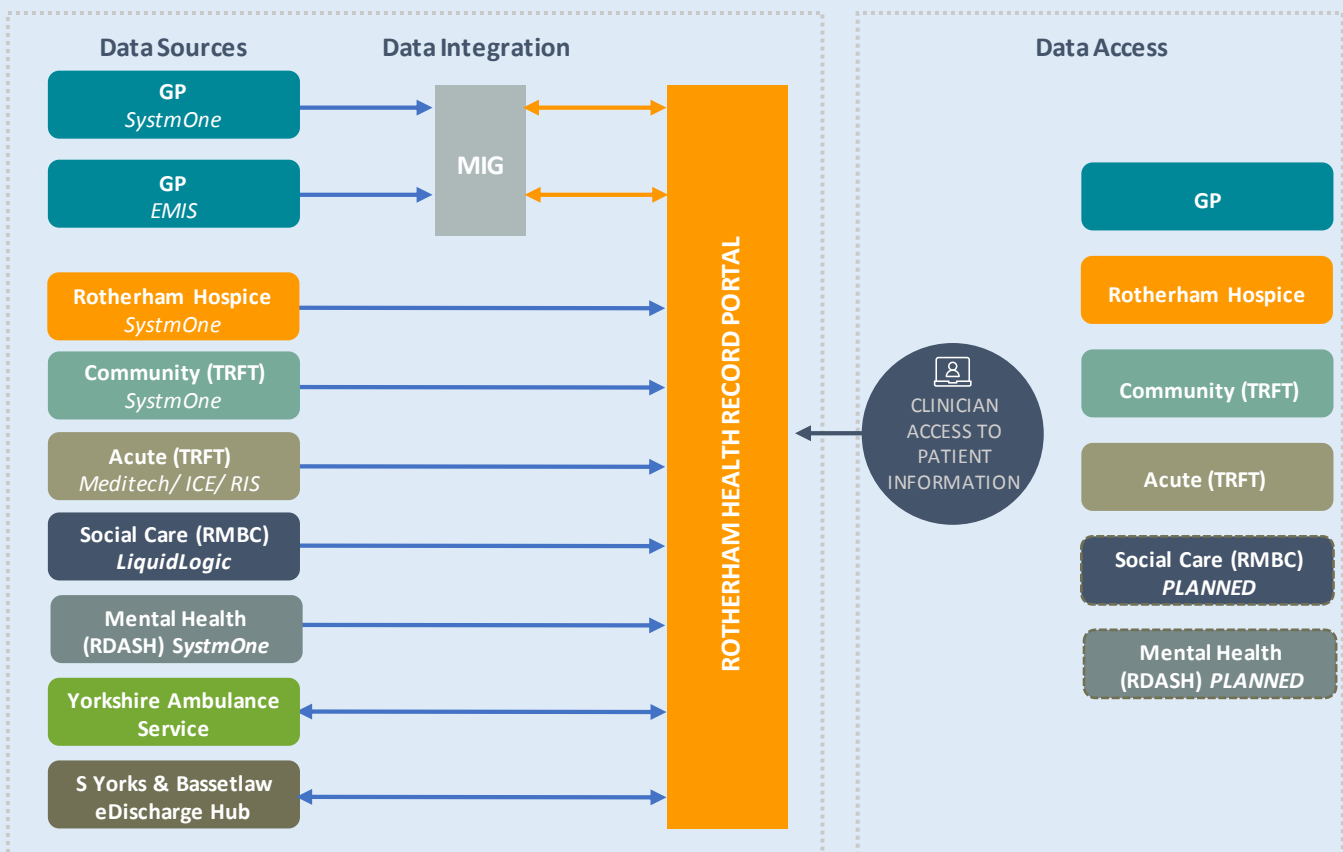 Data Sources
Data Integration
Data Access
GP
SystmOne
GP
EMIS
MIG
Rotherham Hospice
SystmOne
Community (TRFT)
SystmOne
Acute (TRFT)
Meditech/ ICE/ RIS
Social Care (RMBC)
LiquidLogic
Mental Health
(RDASH) SystmOne
Yorkshire Ambulance
Service
S Yorks & Bassetlaw
eDischarge Hub
ROTHERHAM HEALTH RECORD PORTAL
CLINICIAN
ACCESS TO
PATIENT
INFORMATION
GP
Rotherham Hospice
Community (TRFT)
Acute (TRFT)
Social Care (RMBC)
PLANNED
Mental Health
(RDASH) PLANNED